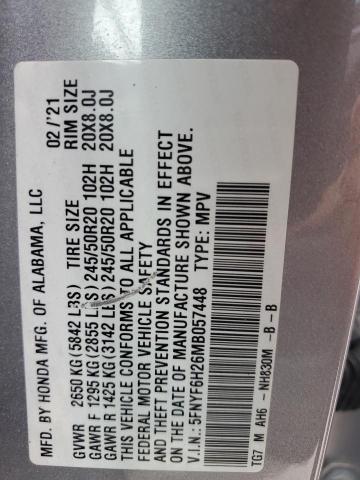 MFD. BY HONDA MFG. OF ALABAMA, LLC 02/'21
GVWR 2650 KG (5842 LBS) TIRE SIZE RIM SIZE
GAWR F 1295 KG (2855 LBS) 245/50R20 102H 20X8.0J
GAWR R 1425 KG (3142 LBS) 245/50R20 102H 20X8.0J
THIS VEHICLE CONFORMS TO ALL APPLICABLE
FEDERAL MOTOR VEHICLE SAFETY
AND THEFT PREVENTION STANDARDS IN EFFECT
ON THE DATE OF MANUFACTURE SHOWN ABOVE.
V.I.N.: 5FNYF6H26MB057448 TYPE: MPV
TG7 M AH6 - NH830M -B -B